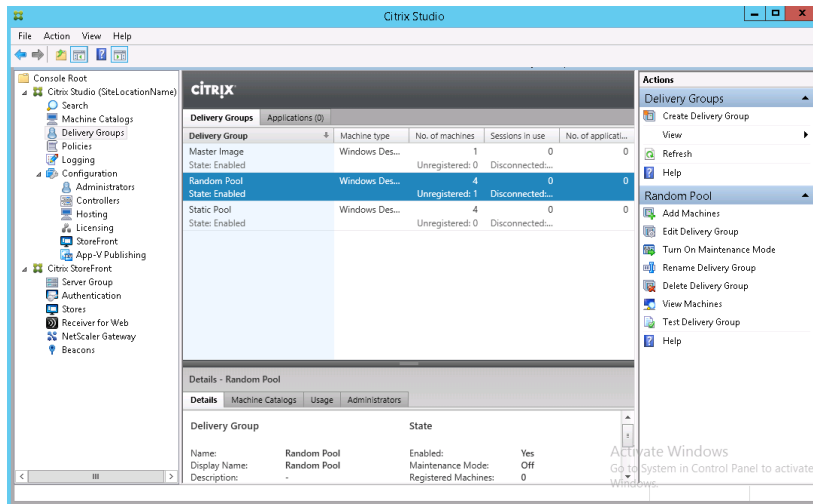 Citrix Studio
File Action View Help
Console Root
Citrix Studio (SiteLocationName)
Search
Machine Catalogs
Delivery Groups
Policies
Logging
Configuration
Administrators
Controllers
Hosting
Licensing
StoreFront
App-V Publishing
Citrix StoreFront
Server Group
Authentication
Stores
Receiver for Web
NetScaler Gateway
Beacons
CITRIX
Delivery Groups Applications (0)
Delivery Group Machine type No. of machines Sessions in use No. of applicati...
Master Image Windows Des... 1 0 0
State: Enabled Unregistered: 0 Disconnected:...
Random Pool Windows Des... 4 0 0
State: Enabled Unregistered: 1 Disconnected:...
Static Pool Windows Des... 4 0 0
State: Enabled Unregistered: 0 Disconnected:...
Details - Random Pool
Details Machine Catalogs Usage Administrators
Delivery Group State
Name: Random Pool Enabled: Yes
Display Name: Random Pool Maintenance Mode: Off
Description: - Registered Machines: 0
Actions
Delivery Groups
Create Delivery Group
View
Refresh
Help
Random Pool
Add Machines
Edit Delivery Group
Turn On Maintenance Mode
Rename Delivery Group
Delete Delivery Group
View Machines
Test Delivery Group
Help
Activate Windows
Go to System in Control Panel to activate
Windows.